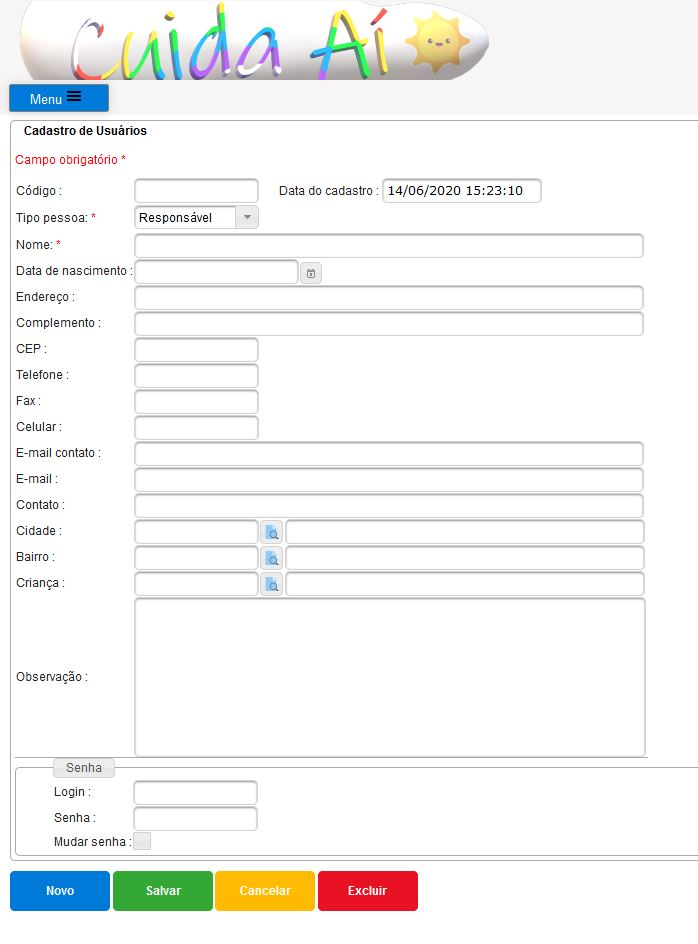 Cuida Aí
Menu
Cadastro de Usuários
Campo obrigatório *
Código : Data do cadastro : 14/06/2020 15:23:10
Tipo pessoa: * Responsável
Nome: *
Data de nascimento :
Endereço :
Complemento :
CEP :
Telefone :
Fax :
Celular :
E-mail contato :
E-mail :
Contato :
Cidade :
Bairro :
Criança :
Observação :
Senha
Login :
Senha :
Mudar senha :
Novo Salvar Cancelar Excluir